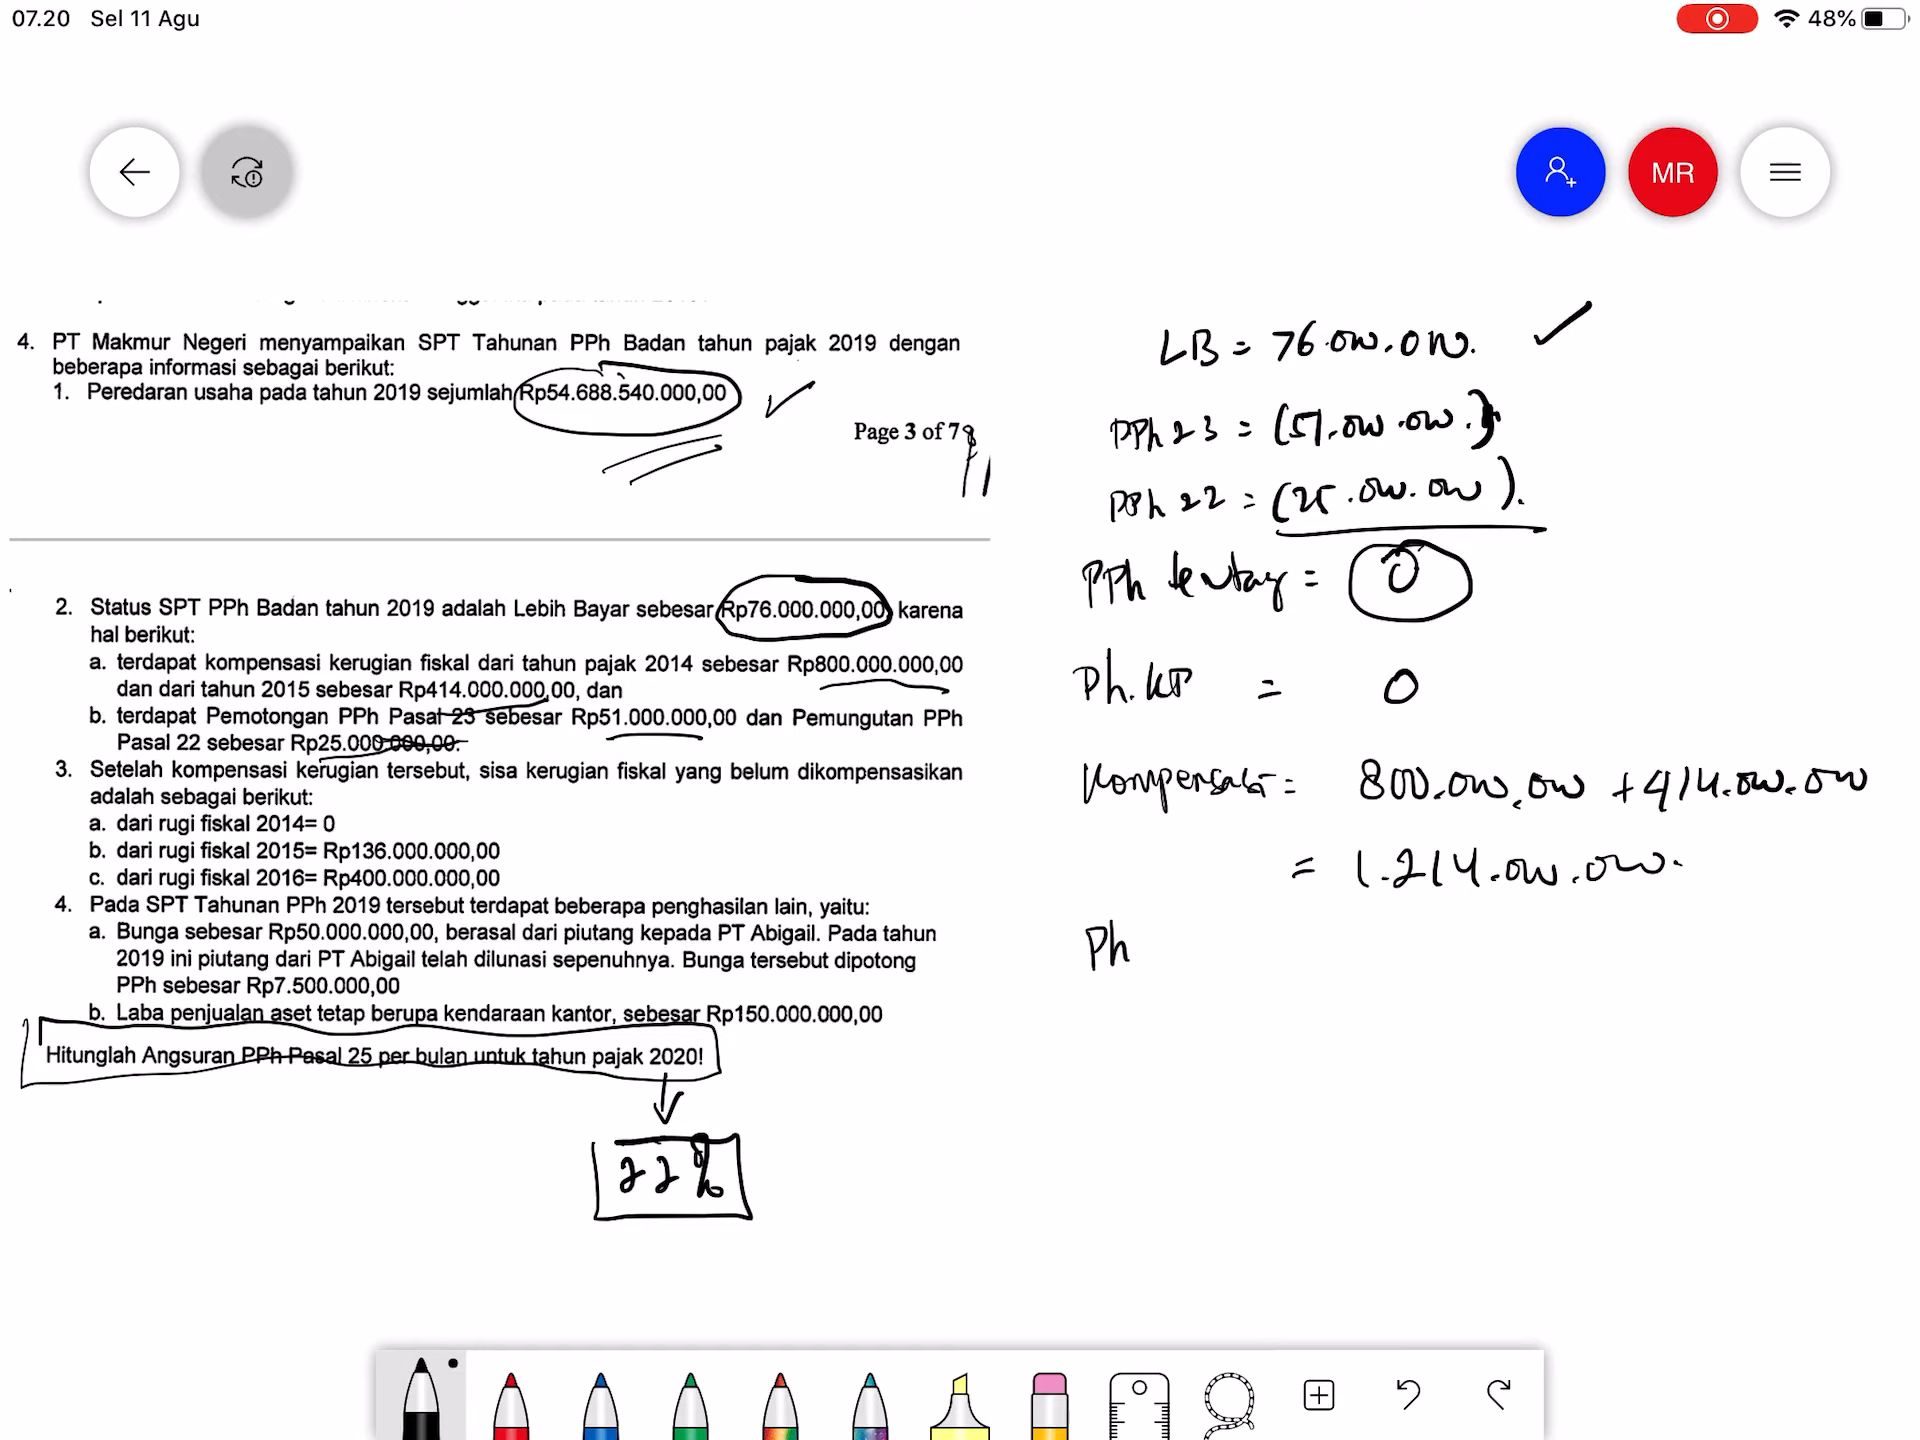 07.20 Sel 11 Agu
48%
MR
4. PT Makmur Negeri menyampaikan SPT Tahunan PPh Badan tahun pajak 2019 dengan
beberapa informasi sebagai berikut:
1. Peredaran usaha pada tahun 2019 sejumlah Rp54.688.540.000,00
Page 3 of 7
2. Status SPT PPh Badan tahun 2019 adalah Lebih Bayar sebesar Rp76.000.000,00 karena
hal berikut:
a. terdapat kompensasi kerugian fiskal dari tahun pajak 2014 sebesar Rp800.000.000,00
dan dari tahun 2015 sebesar Rp414.000.000,00, dan
b. terdapat Pemotongan PPh Pasal 23 sebesar Rp51.000.000,00 dan Pemungutan PPh
Pasal 22 sebesar Rp25.000.000,00.
3. Setelah kompensasi kerugian tersebut, sisa kerugian fiskal yang belum dikompensasikan
adalah sebagai berikut:
a. dari rugi fiskal 2014= 0
b. dari rugi fiskal 2015= Rp136.000.000,00
c. dari rugi fiskal 2016= Rp400.000.000,00
4. Pada SPT Tahunan PPh 2019 tersebut terdapat beberapa penghasilan lain, yaitu:
a. Bunga sebesar Rp50.000.000,00, berasal dari piutang kepada PT Abigail. Pada tahun
2019 ini piutang dari PT Abigail telah dilunasi sepenuhnya. Bunga tersebut dipotong
PPh sebesar Rp7.500.000,00
b. Laba penjualan aset tetap berupa kendaraan kantor, sebesar Rp150.000.000,00
Hitunglah Angsuran PPh Pasal 25 per bulan untuk tahun pajak 2020!
22%
LB = 76.000.000.
PPh 23 = (51.000.000.)
PPh 22 = (25.000.000).
PPh = 0
Ph.KP = 0
Kompensasi = 800.000.000 + 414.000.000
= 1.214.000.000.
Ph